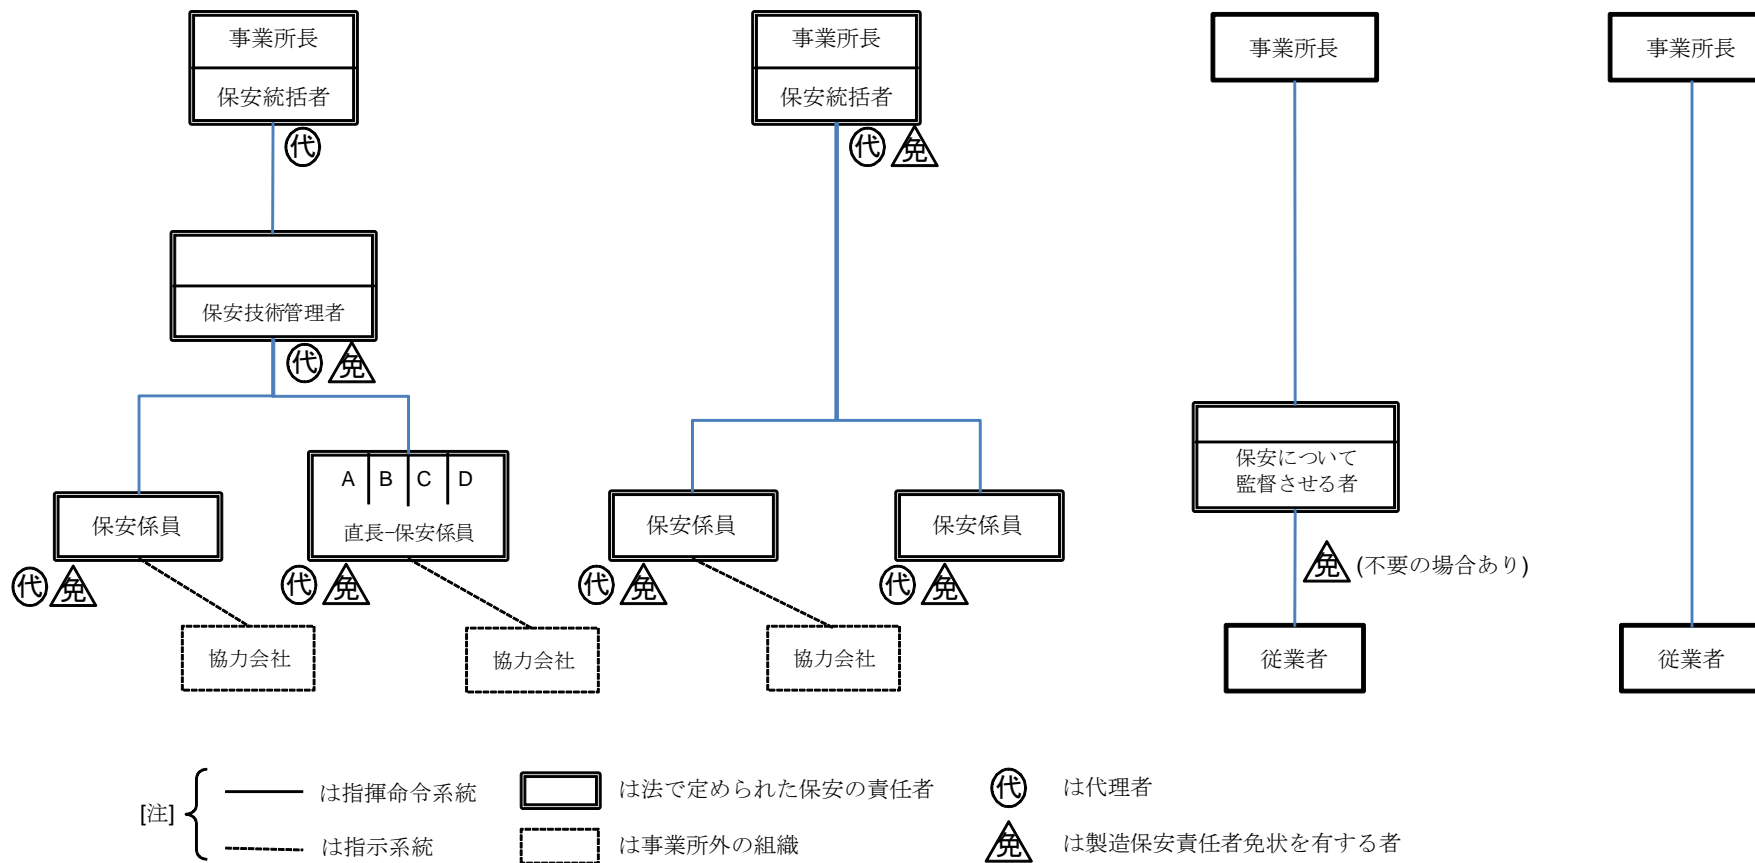 事業所長
保安統括者
代
保安技術管理者
代 免
保安係員
代 免
A B C D
直長-保安係員
代 免
協力会社
協力会社
事業所長
保安統括者
代 免
保安係員
代 免
保安係員
代 免
協力会社
事業所長
保安について
監督させる者
免 (不要の場合あり)
従業者
事業所長
従業者
[注]
は指揮命令系統
は指示系統
は法で定められた保安の責任者
は事業所外の組織
代 は代理者
免 は製造保安責任者免状を有する者